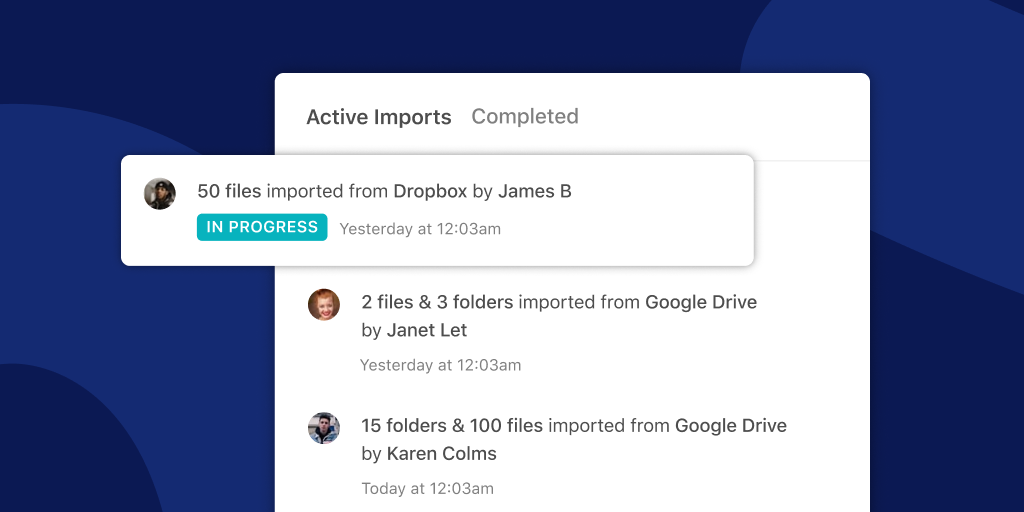 Active Imports Completed
50 files imported from Dropbox by James B
IN PROGRESS Yesterday at 12:03am
2 files & 3 folders imported from Google Drive
by Janet Let
Yesterday at 12:03am
15 folders & 100 files imported from Google Drive
by Karen Colms
Today at 12:03am